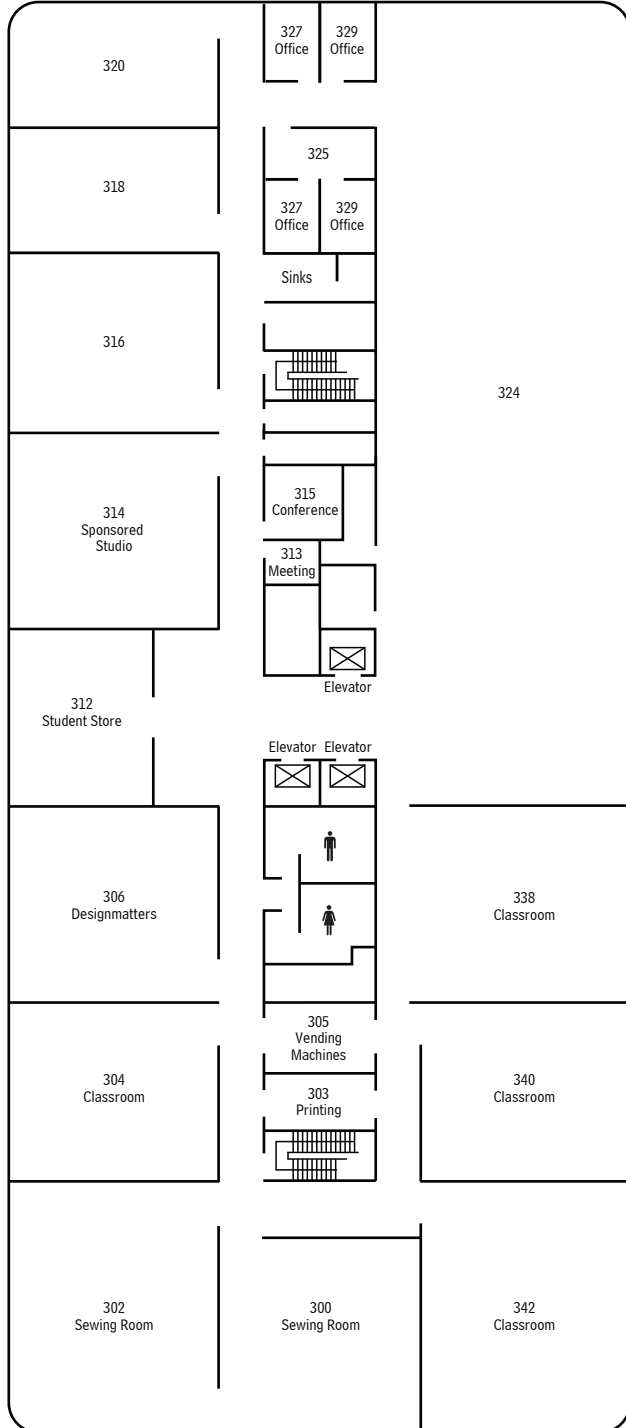 327
Office
329
Office
320
325
318
327
Office
329
Office
Sinks
316
324
315
Conference
314
Sponsored
Studio
313
Meeting
312
Student Store
Elevator
Elevator
Elevator
306
Designmatters
338
Classroom
305
Vending
Machines
304
Classroom
340
Classroom
303
Printing
302
Sewing Room
300
Sewing Room
342
Classroom